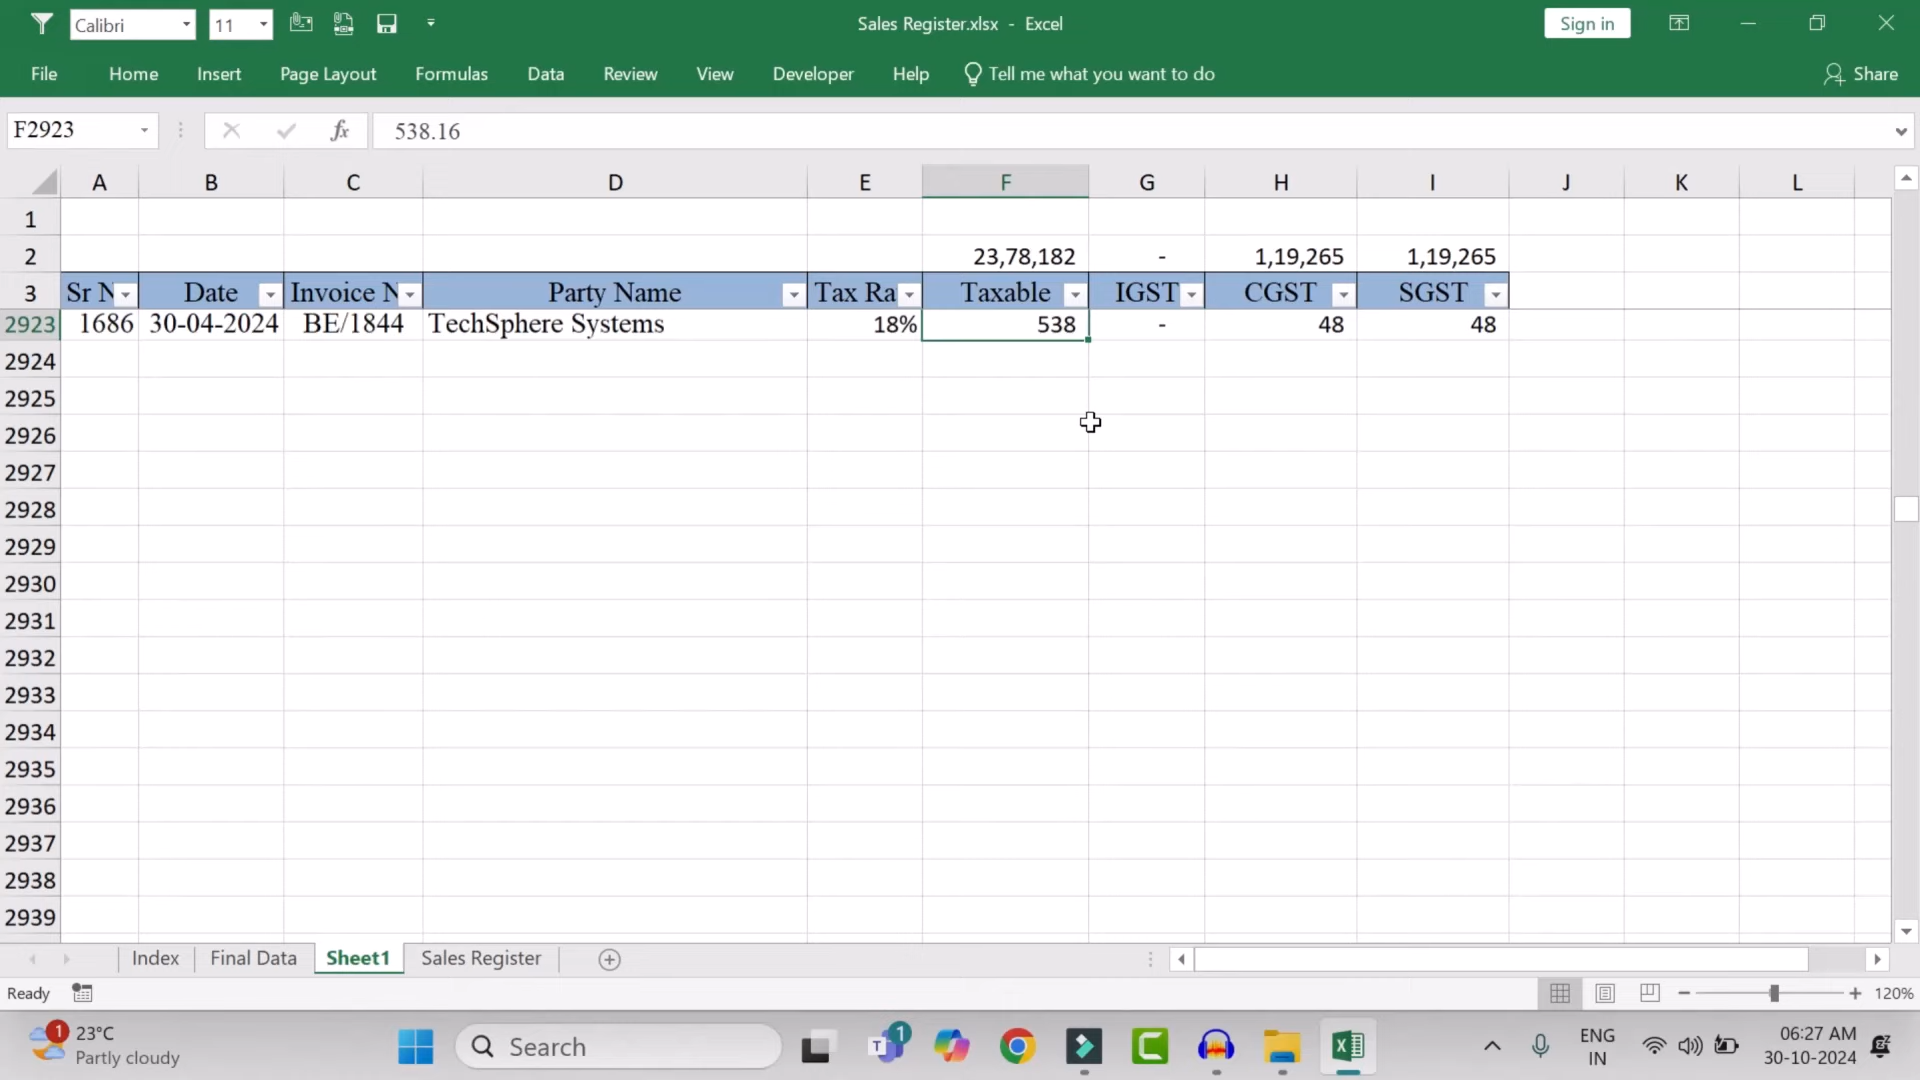 Calibri 11 Sales Register.xlsx - Excel Sign in
File Home Insert Page Layout Formulas Data Review View Developer Help Tell me what you want to do Share
F2923 fx 538.16
A B C D E F G H I J K L
1
2 23,78,182 - 1,19,265 1,19,265
3 Sr N Date Invoice N Party Name Tax Ra Taxable IGST CGST SGST
2923 1686 30-04-2024 BE/1844 TechSphere Systems 18% 538 - 48 48
2924
2925
2926
2927
2928
2929
2930
2931
2932
2933
2934
2935
2936
2937
2938
2939
Index Final Data Sheet1 Sales Register
Ready 120%
1 23°C
Partly cloudy
Search
T 1
ENG
IN
06:27 AM
30-10-2024